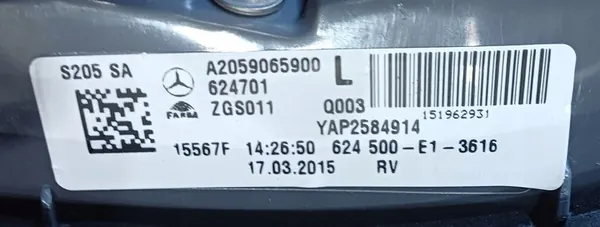 S205 SA
A2059065900 L
624701
FARBA
ZGS011 Q003
151962931
YAP2584914
15567F 14:26:50 624 500-E1-3616
17.03.2015 RV